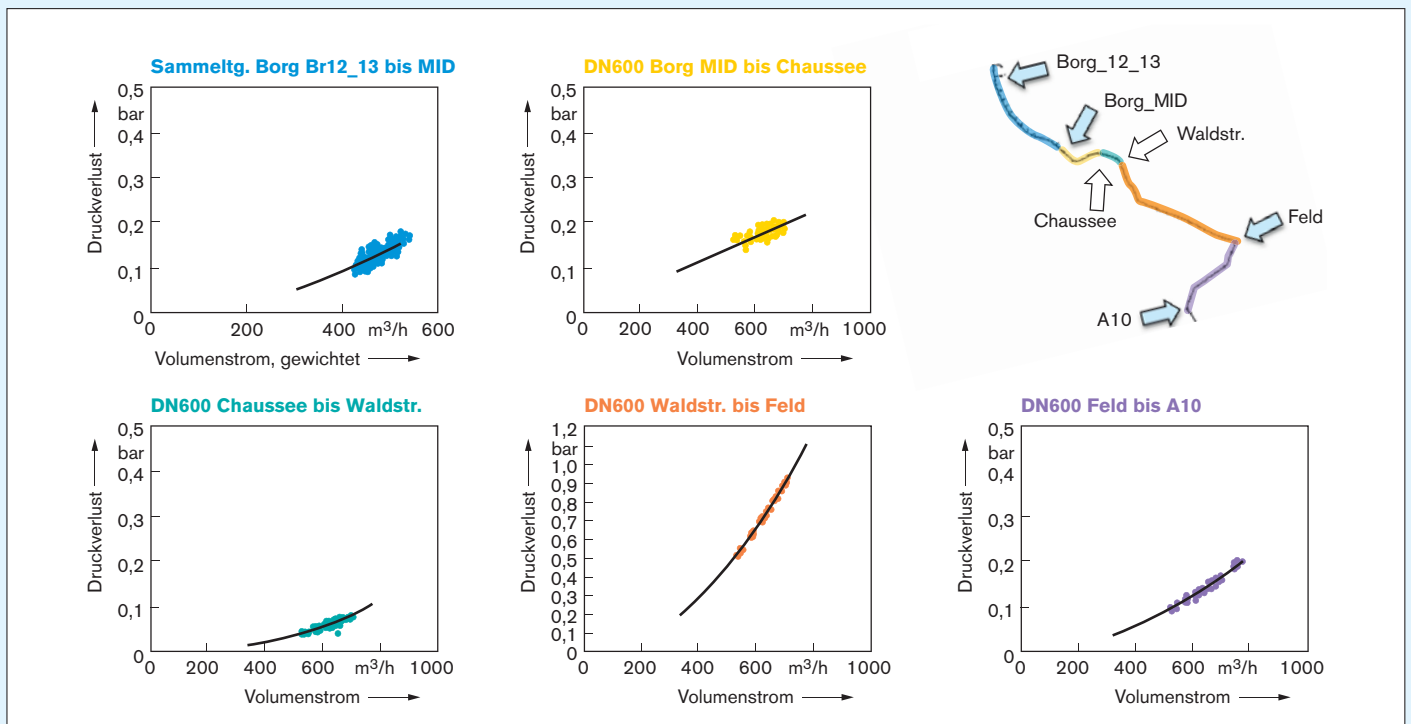 Sammeltg. Borg Br12_13 bis MID
0,5
bar
0,4
0,3
0,2
0,1
0
Druckverlust
0 200 400 m³/h 600
Volumenstrom, gewichtet
DN600 Borg MID bis Chaussee
0,5
bar
0,4
0,3
0,2
0,1
0
Druckverlust
0 200 400 600 m³/h 1000
Volumenstrom
Borg_12_13
Borg_MID
Waldstr.
Chaussee
Feld
A10
DN600 Chaussee bis Waldstr.
0,5
bar
0,4
0,3
0,2
0,1
0
Druckverlust
0 200 400 600 m³/h 1000
Volumenstrom
DN600 Waldstr. bis Feld
1,2
bar
1,0
0,9
0,8
0,7
0,6
0,5
0,4
0,3
0,2
0,1
0
Druckverlust
0 200 400 600 m³/h 1000
Volumenstrom
DN600 Feld bis A10
0,5
bar
0,4
0,3
0,2
0,1
0
Druckverlust
0 200 400 600 m³/h 1000
Volumenstrom